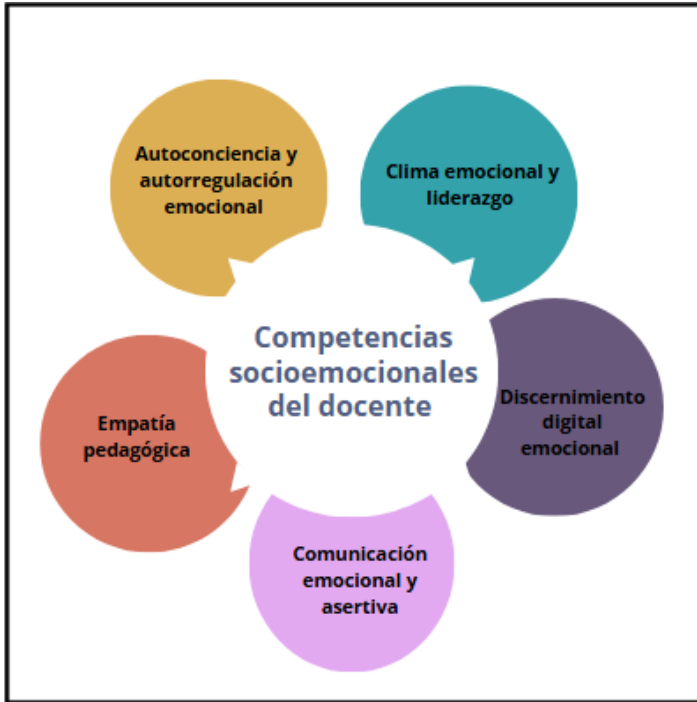 Autoconciencia y
autorregulación
emocional
Clima emocional y
liderazgo
Competencias
socioemocionales
del docente
Discernimiento
digital
emocional
Empatía
pedagógica
Comunicación
emocional y
asertiva